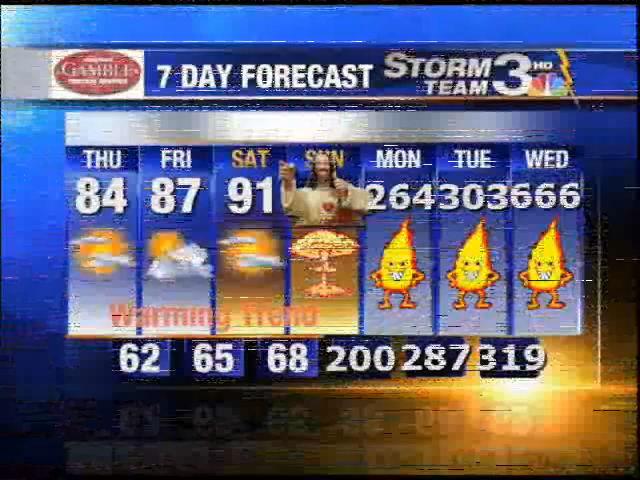 GAMBLE
7 DAY FORECAST STORM TEAM 3 HD
THU FRI SAT SUN MON TUE WED
84 87 91 264 303 666
Warming Trend
62 65 68 200 287 319